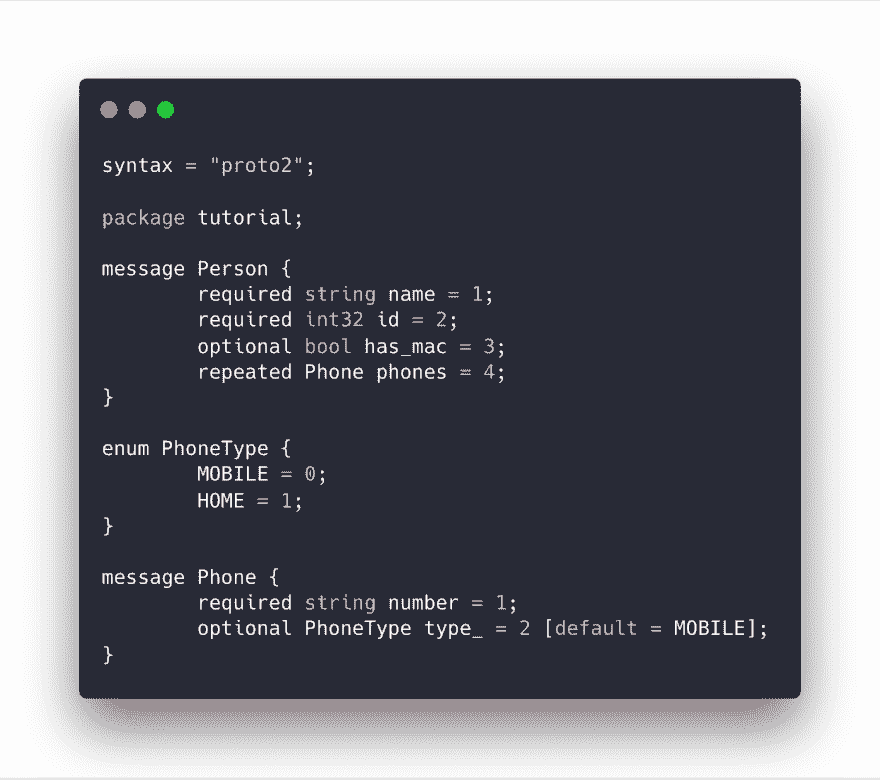 syntax = "proto2";
package tutorial;
message Person {
required string name = 1;
required int32 id = 2;
optional bool has_mac = 3;
repeated Phone phones = 4;
}
enum PhoneType {
MOBILE = 0;
HOME = 1;
}
message Phone {
required string number = 1;
optional PhoneType type_ = 2 [default = MOBILE];
}